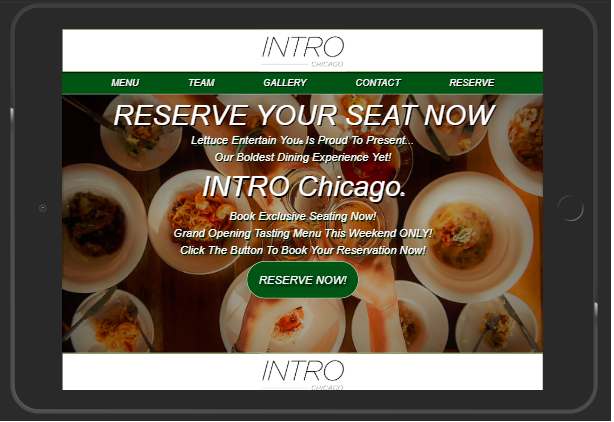 INTRO
CHICAGO
MENU TEAM GALLERY CONTACT RESERVE
RESERVE YOUR SEAT NOW
Lettuce Entertain You® Is Proud To Present...
Our Boldest Dining Experience Yet!
INTRO Chicago.
Book Exclusive Seating Now!
Grand Opening Tasting Menu This Weekend ONLY!
Click The Button To Book Your Reservation Now!
RESERVE NOW!
INTRO
CHICAGO